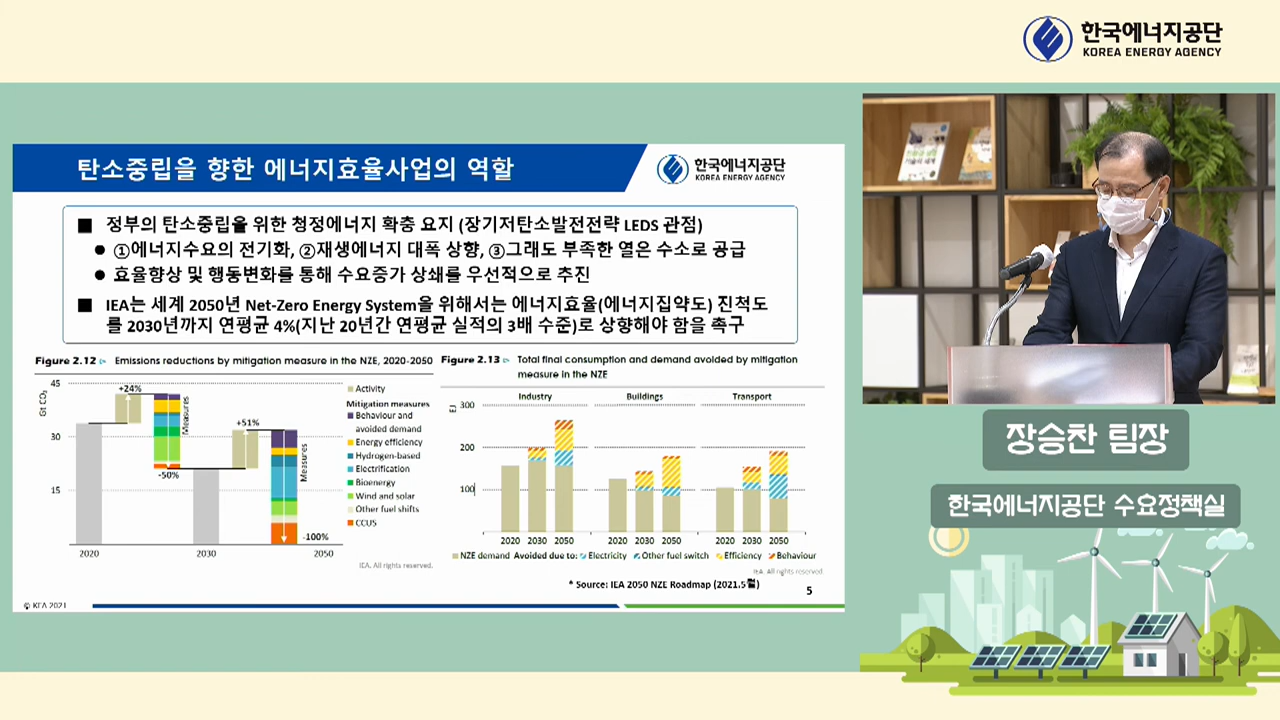 한국에너지공단
KOREA ENERGY AGENCY
탄소중립을 향한 에너지효율사업의 역할
한국에너지공단
KOREA ENERGY AGENCY
■ 정부의 탄소중립을 위한 청정에너지 확충 요지 (장기저탄소발전전략 LEDS 관점)
● ①에너지수요의 전기화, ②재생에너지 대폭 상향, ③그래도 부족한 열은 수소로 공급
● 효율향상 및 행동변화를 통해 수요증가 상쇄를 우선적으로 추진
■ IEA는 세계 2050년 Net-Zero Energy System을 위해서는 에너지효율(에너지집약도) 진척도
를 2030년까지 연평균 4%(지난 20년간 연평균 실적의 3배 수준)로 상향해야 함을 촉구
Figure 2.12 ▷ Emissions reductions by mitigation measure in the NZE, 2020-2050
Gt CO₂
45
30
15
+24%
-50%
+51%
-100%
Measures
Measures
2020
2030
2050
Activity
Mitigation measures
Behaviour and
avoided demand
Energy efficiency
Hydrogen-based
Electrification
Bioenergy
Wind and solar
Other fuel shifts
CCUS
IEA. All rights reserved.
Figure 2.13 ▷ Total final consumption and demand avoided by mitigation
measure in the NZE
EJ
300
200
100
Industry
Buildings
Transport
2020 2030 2050
2020 2030 2050
2020 2030 2050
NZE demand Avoided due to: Electricity Other fuel switch Efficiency Behaviour
IEA. All rights reserved.
* Source: IEA 2050 NZE Roadmap (2021.5월)
5
© KEA 2021
장승찬 팀장
한국에너지공단 수요정책실